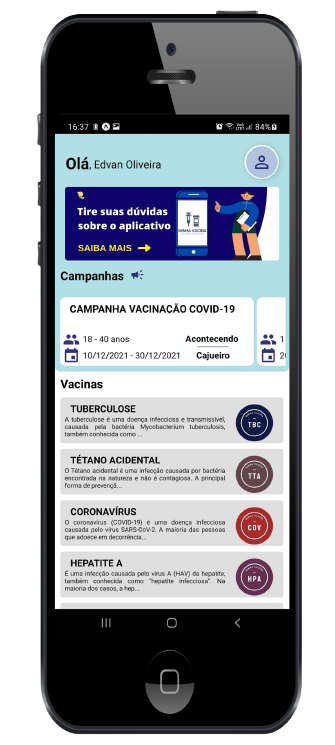 16:37
84%
Olá, Edvan Oliveira
Tire suas dúvidas
sobre o aplicativo
SAIBA MAIS
MINHA VACINA
Campanhas
CAMPANHA VACINAÇÃO COVID-19
18 - 40 anos
Acontecendo
1
10/12/2021 - 30/12/2021
Cajueiro
Vacinas
TUBERCULOSE
A tuberculose é uma doença infecciosa e transmissível,
causada pela bactéria Mycobacterium tuberculosis,
também conhecida como ...
TBC
TÉTANO ACIDENTAL
O Tétano acidental é uma infecção causada por bactéria
encontrada na natureza e não é contagiosa. A principal
forma de prevençã...
TTA
CORONAVÍRUS
O coronavírus (COVID-19) é uma doença infecciosa
causada pelo vírus SARS-CoV-2. A maioria das pessoas
que adoece em decorrência...
COV
HEPATITE A
É uma infecção causada pelo vírus A (HAV) da hepatite,
também conhecida como "hepatite infecciosa". Na
maioria dos casos, a hep...
HPA